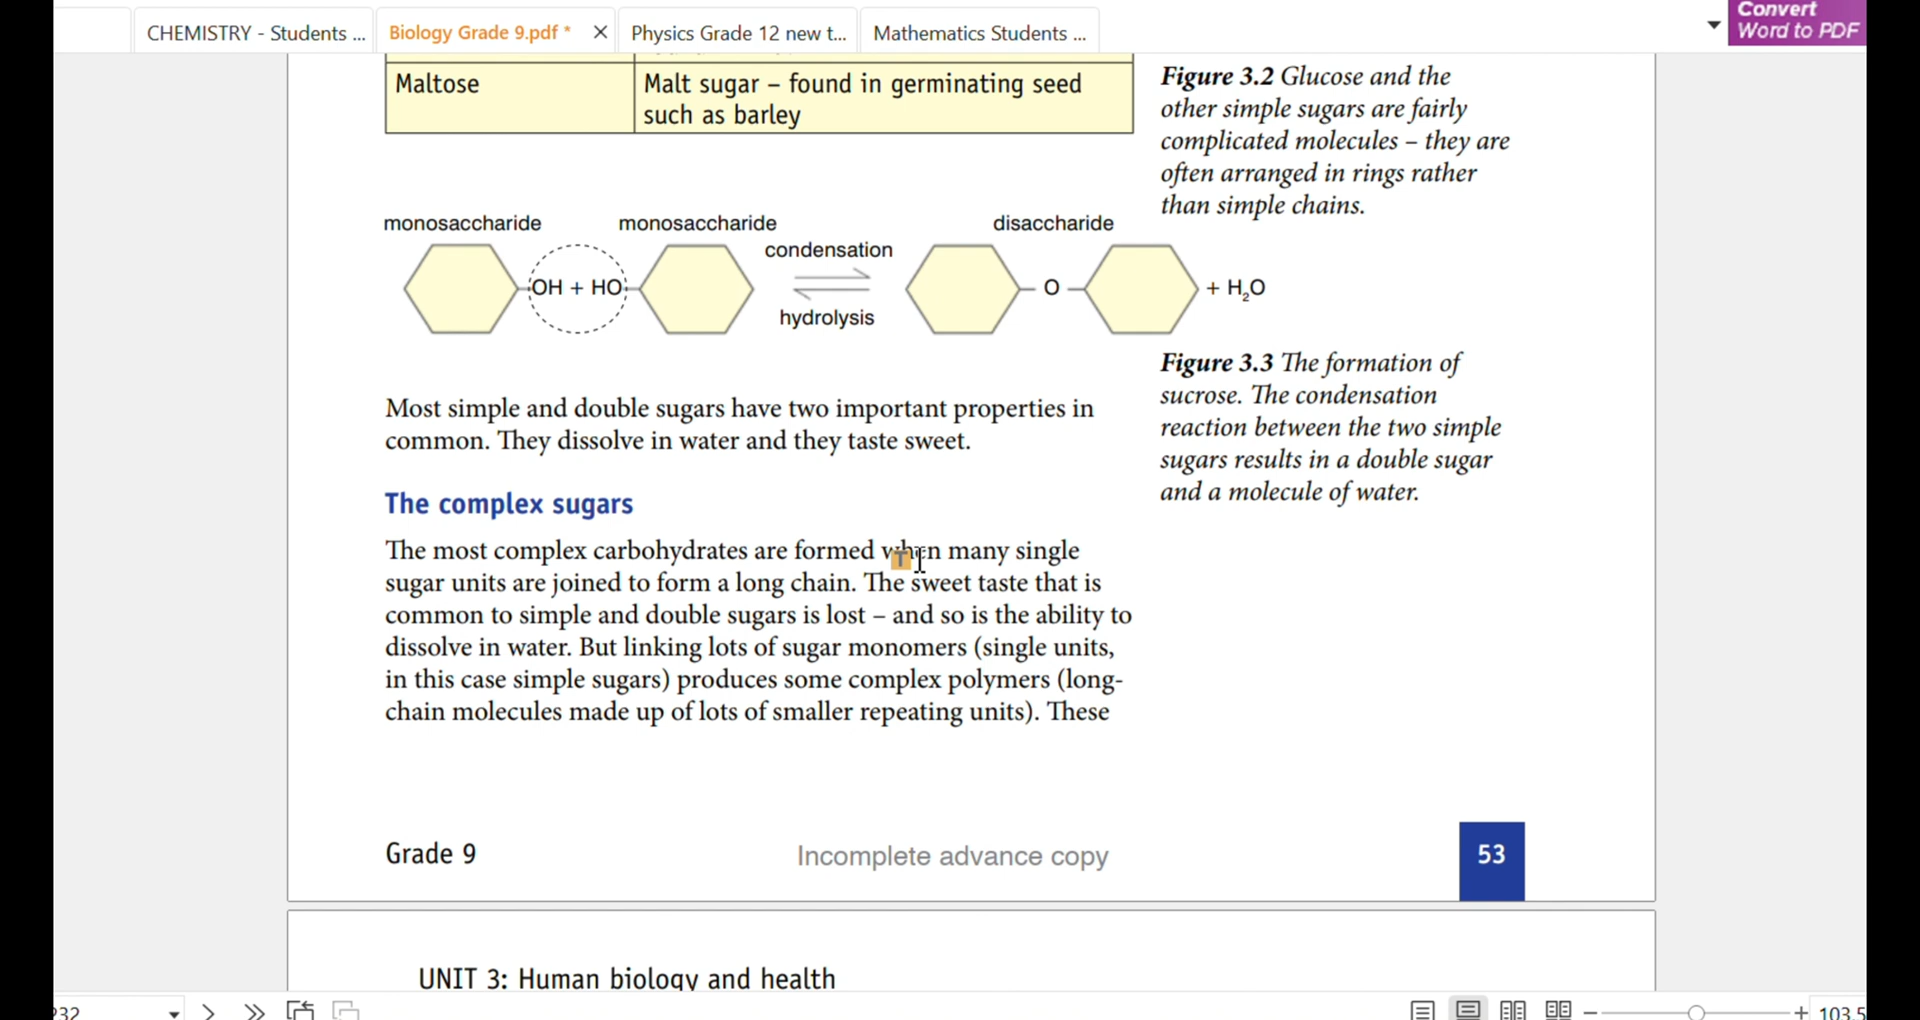 CHEMISTRY - Students ...
Biology Grade 9.pdf *
Physics Grade 12 new t...
Mathematics Students ...
Convert
Word to PDF
Maltose
Malt sugar – found in germinating seed
such as barley
Figure 3.2 Glucose and the
other simple sugars are fairly
complicated molecules – they are
often arranged in rings rather
than simple chains.
monosaccharide
monosaccharide
disaccharide
condensation
OH + HO
O
+ H₂O
hydrolysis
Figure 3.3 The formation of
sucrose. The condensation
reaction between the two simple
sugars results in a double sugar
and a molecule of water.
Most simple and double sugars have two important properties in
common. They dissolve in water and they taste sweet.
The complex sugars
The most complex carbohydrates are formed when many single
sugar units are joined to form a long chain. The sweet taste that is
common to simple and double sugars is lost – and so is the ability to
dissolve in water. But linking lots of sugar monomers (single units,
in this case simple sugars) produces some complex polymers (long-
chain molecules made up of lots of smaller repeating units). These
Grade 9
Incomplete advance copy
53
UNIT 3: Human biology and health
103.5